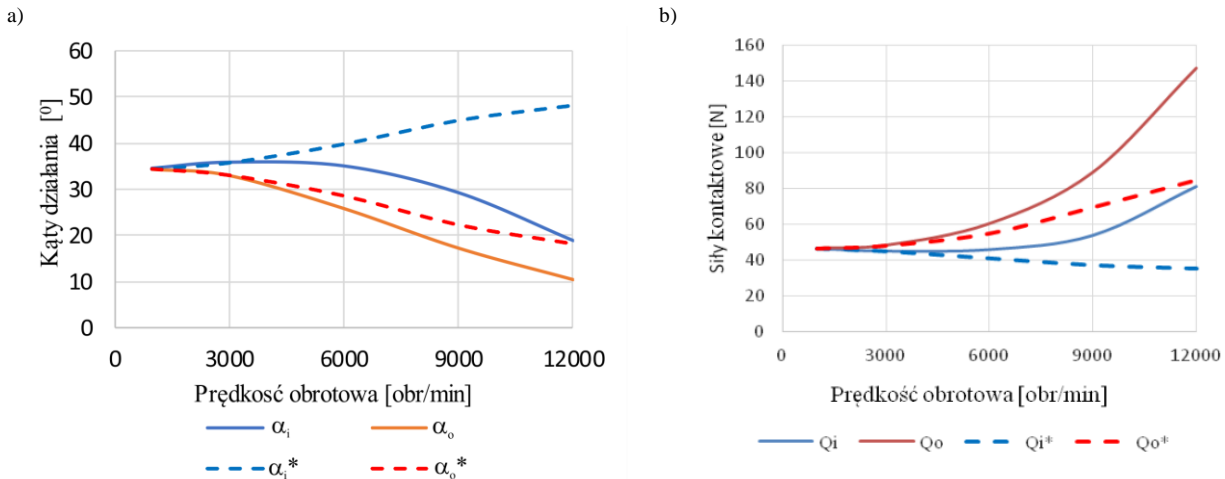 a)
60
50
40
30
20
10
0
Kąty działania [⁰]
0 3000 6000 9000 12000
Prędkosć obrotowa [obr/min]
αi αo
αi* αo*
b)
160
140
120
100
80
60
40
20
0
Siły kontaktowe [N]
0 3000 6000 9000 12000
Prędkość obrotowa [obr/min]
Qi Qo Qi* Qo*